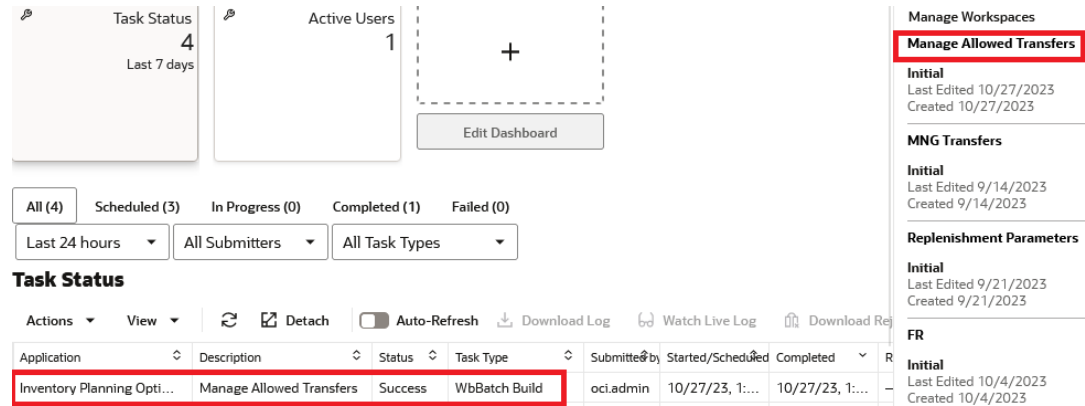 Task Status
4
Last 7 days
Active Users
1
+
Edit Dashboard
All (4) Scheduled (3) In Progress (0) Completed (1) Failed (0)
Last 24 hours All Submitters All Task Types
Task Status
Actions View Detach Auto-Refresh Download Log Watch Live Log Download Rej
Application Description Status Task Type Submitted by Started/Scheduled Completed R
Inventory Planning Opti... Manage Allowed Transfers Success WbBatch Build oci.admin 10/27/23, 1:... 10/27/23, 1:... —
Manage Workspaces
Manage Allowed Transfers
Initial
Last Edited 10/27/2023
Created 10/27/2023
MNG Transfers
Initial
Last Edited 9/14/2023
Created 9/14/2023
Replenishment Parameters
Initial
Last Edited 9/21/2023
Created 9/21/2023
FR
Initial
Last Edited 10/4/2023
Created 10/4/2023